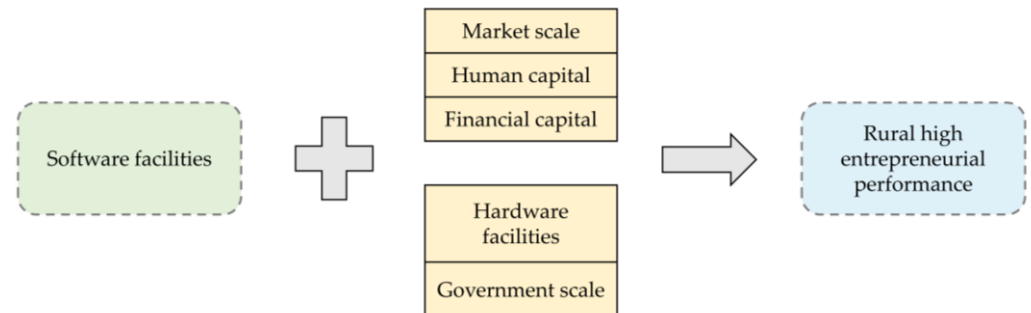 Software facilities
Market scale
Human capital
Financial capital
Hardware
facilities
Government scale
Rural high
entrepreneurial
performance